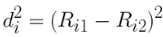 $d_i^2 = (R_{i1} - R_{i2})^2$